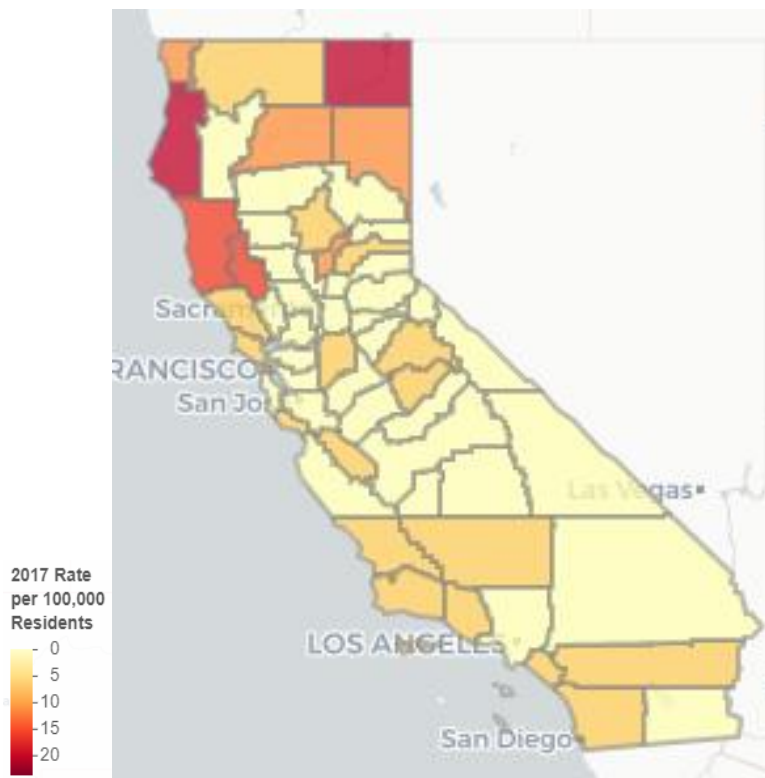 RANCISCO
San Jo
Las Vegas
LOS ANGELES
San Diego
2017 Rate
per 100,000
Residents
0
5
10
15
20